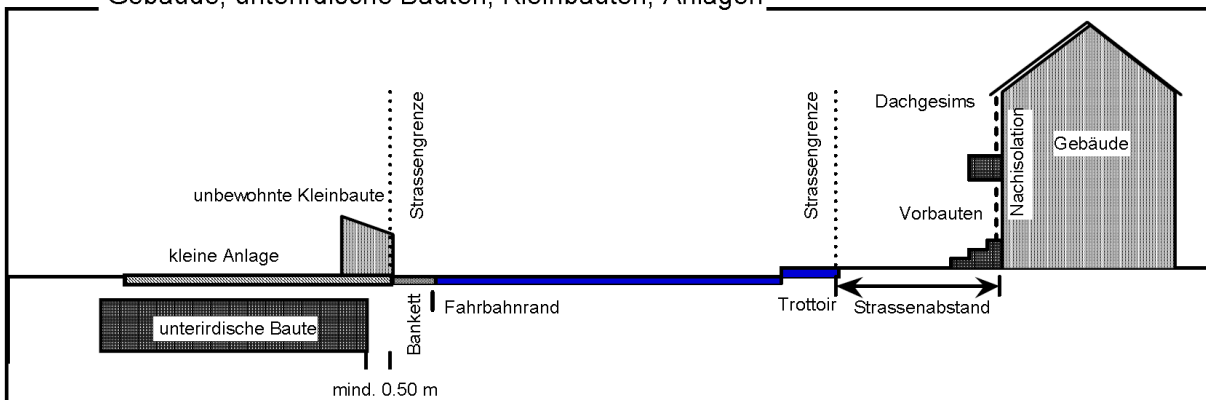 Gebäude, unterirdische Bauten, Kleinbauten, Anlagen
Strassengrenze
Strassengrenze
Dachgesims
Nachisolation
Gebäude
unbewohnte Kleinbaute
Vorbauten
kleine Anlage
Bankett
Fahrbahnrand
Trottoir
Strassenabstand
unterirdische Baute
mind. 0.50 m